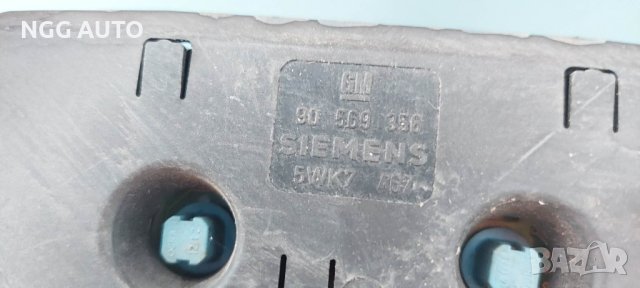 NGG AUTO
GM
90 569 356
SIEMENS
5WK7
BAZAR